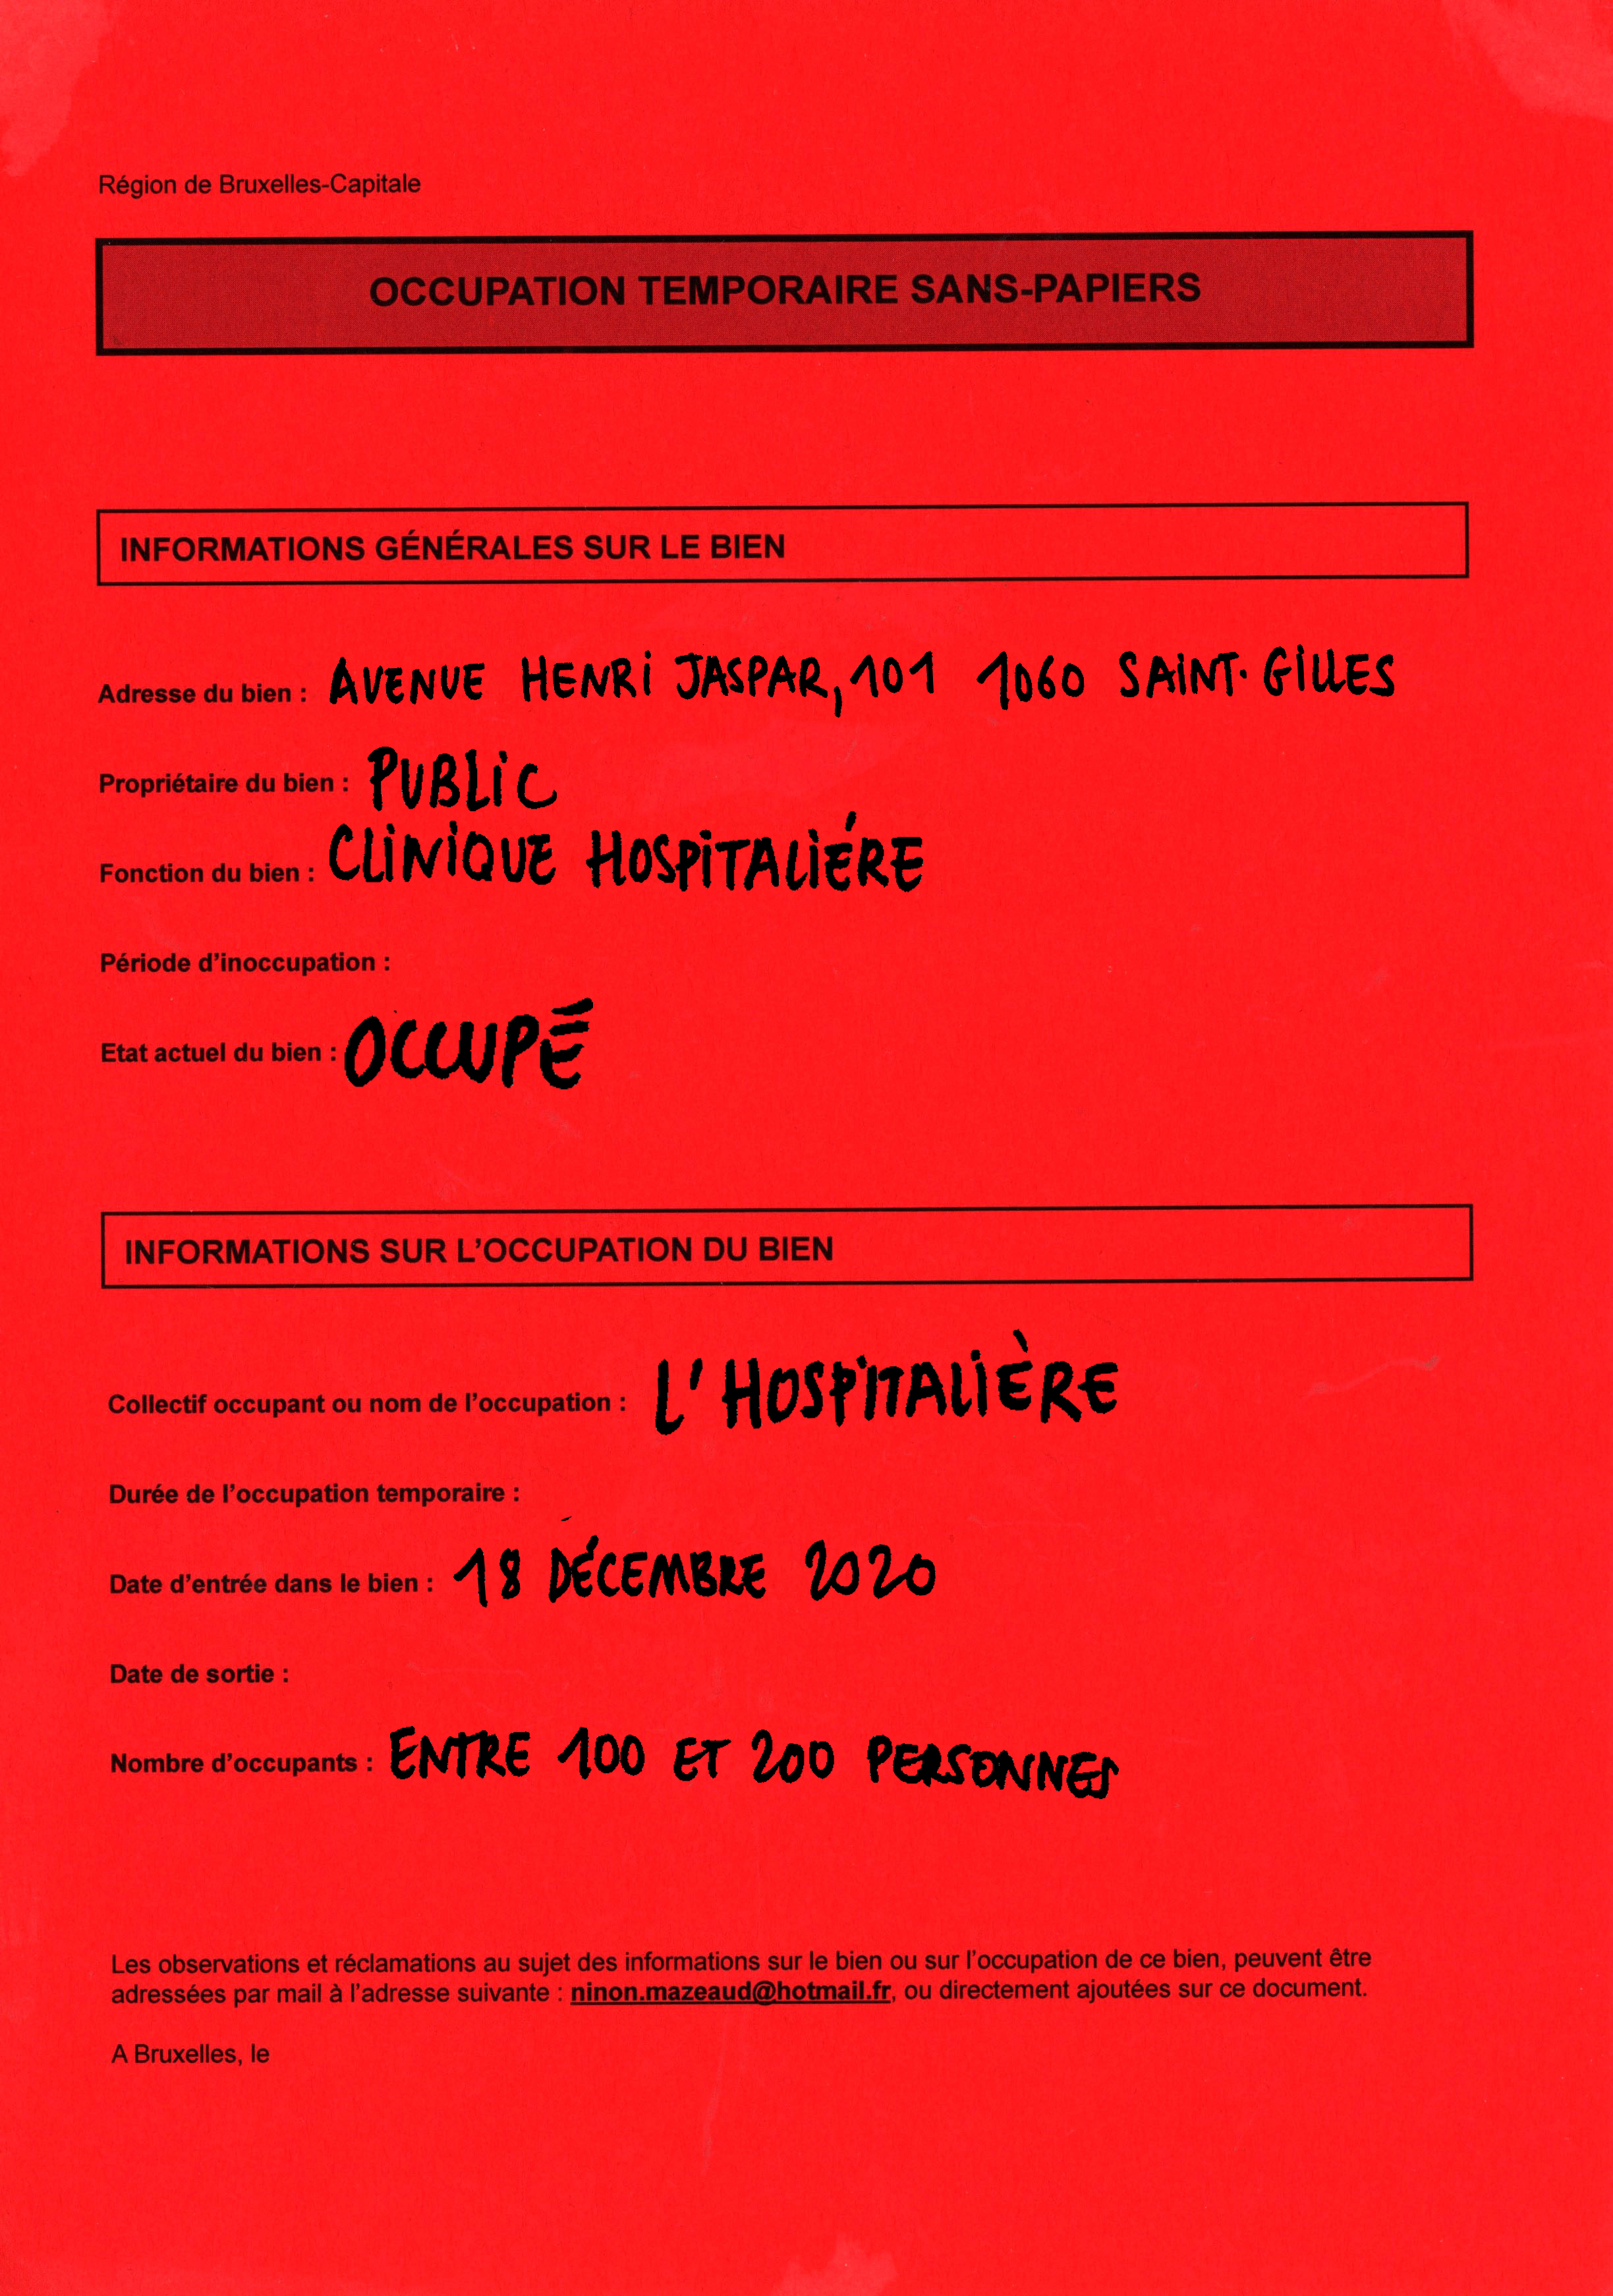 Région de Bruxelles-Capitale
OCCUPATION TEMPORAIRE SANS-PAPIERS
INFORMATIONS GÉNÉRALES SUR LE BIEN
Adresse du bien : AVENUE HENRI JASPAR, 101 1060 SAINT-GILLES
Propriétaire du bien : PUBLIC
Fonction du bien : CLINIQUE HOSPITALIÉRE
Période d'inoccupation :
Etat actuel du bien : OCCUPÉ
INFORMATIONS SUR L'OCCUPATION DU BIEN
Collectif occupant ou nom de l'occupation : L'HOSPITALIÈRE
Durée de l'occupation temporaire :
Date d'entrée dans le bien : 18 DÉCEMBRE 2020
Date de sortie :
Nombre d'occupants : ENTRE 100 ET 200 PERSONNES
Les observations et réclamations au sujet des informations sur le bien ou sur l'occupation de ce bien, peuvent être
adressées par mail à l'adresse suivante : ninon.mazeaud@hotmail.fr, ou directement ajoutées sur ce document.
A Bruxelles, le